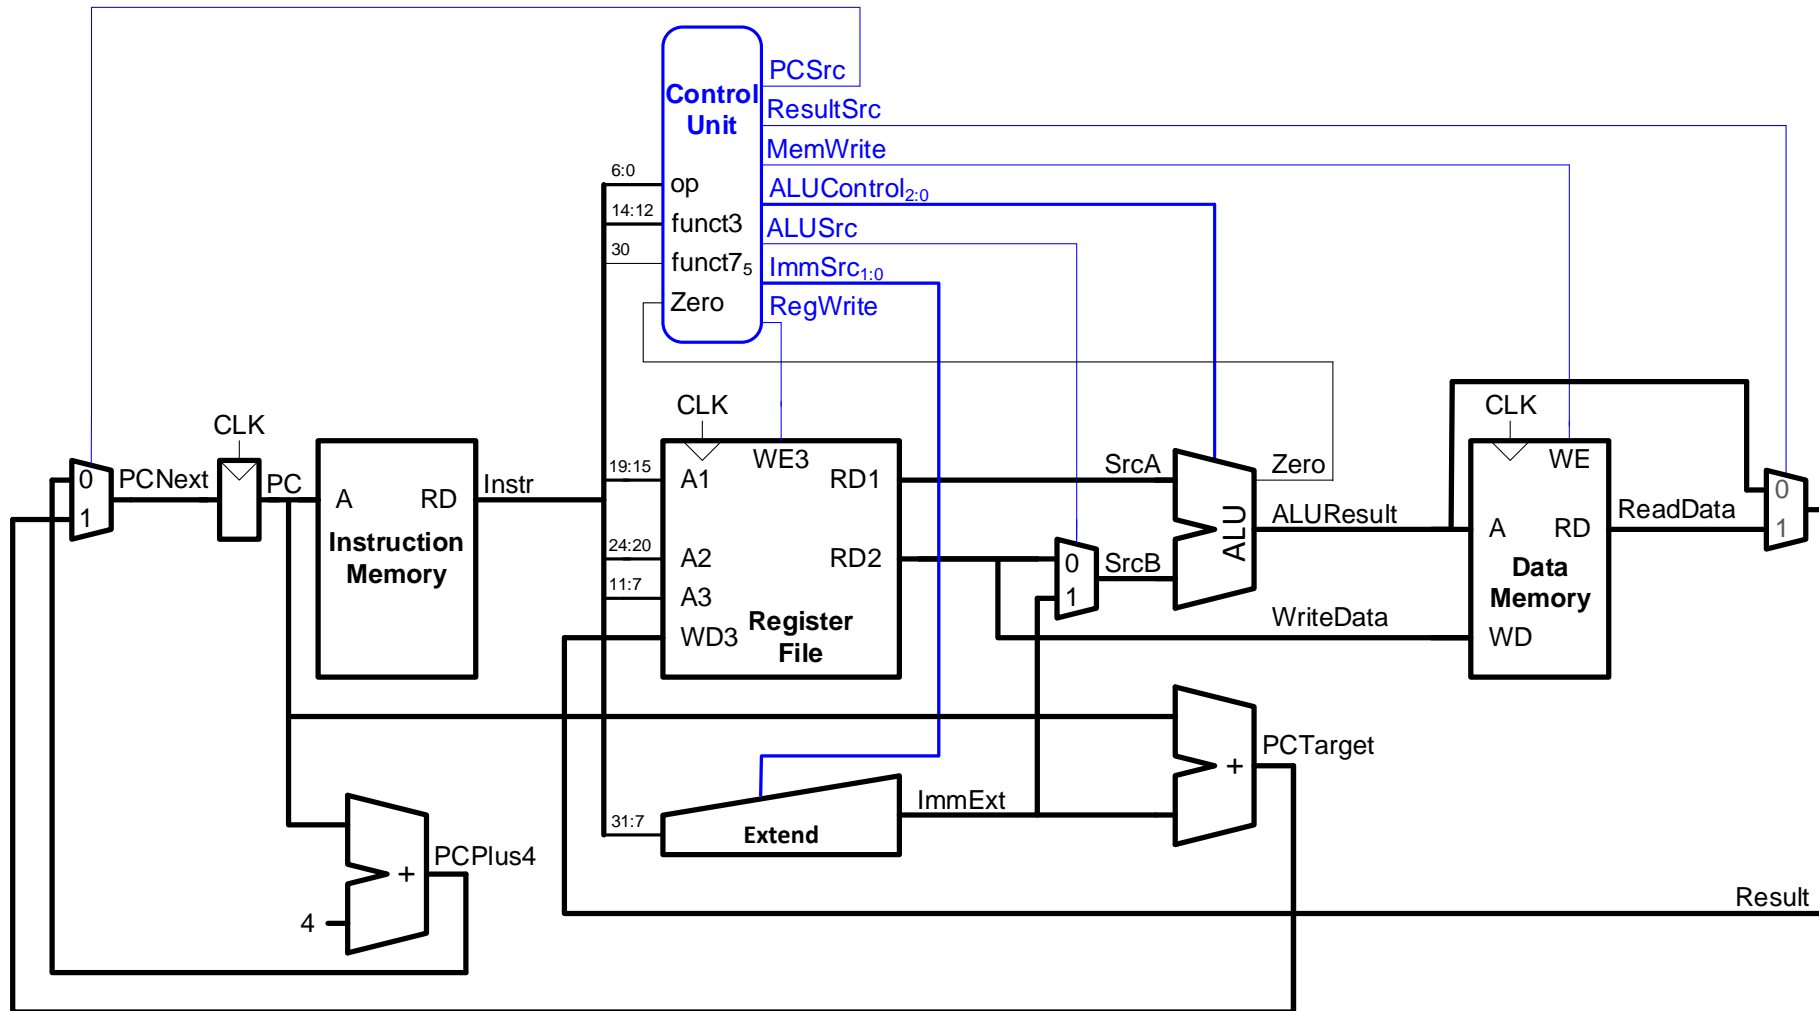 PCSrc
Control
Unit
ResultSrc
MemWrite
6:0
op
ALUControl2:0
14:12
funct3
ALUSrc
30
funct75
ImmSrc1:0
Zero
RegWrite
CLK
CLK
CLK
0
PCNext
PC
1
A
RD
Instr
Instruction
Memory
19:15
A1
WE3
RD1
SrcA
Zero
WE
0
ReadData
1
24:20
A2
RD2
0
1
SrcB
ALU
ALUResult
A
RD
Data
Memory
11:7
A3
WD3
Register
File
WriteData
WD
PCTarget
+
ImmExt
31:7
Extend
PCPlus4
+
4
Result